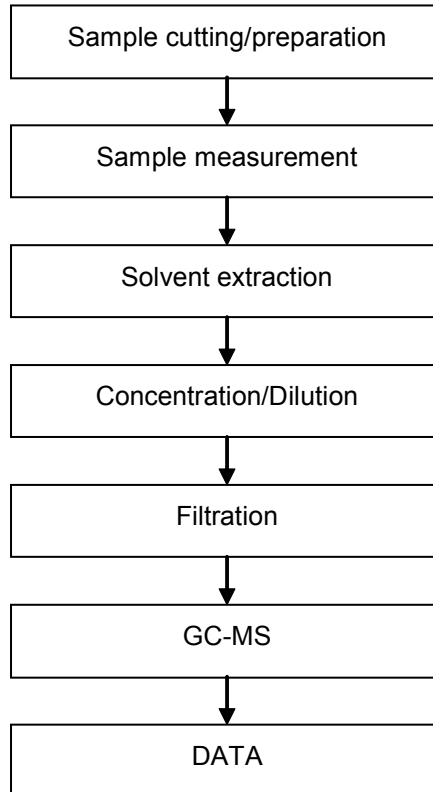 Sample cutting/preparation
Sample measurement
Solvent extraction
Concentration/Dilution
Filtration
GC-MS
DATA